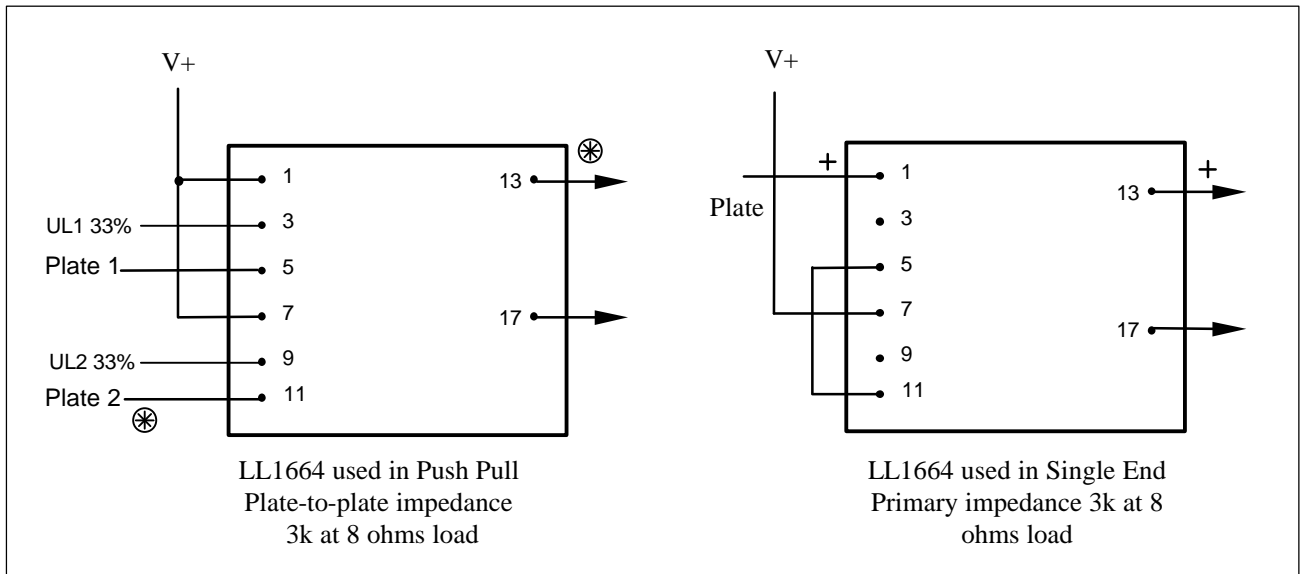 V+
1
UL1 33%
3
Plate 1
5
7
UL2 33%
9
Plate 2
11
13
17
LL1664 used in Push Pull
Plate-to-plate impedance
3k at 8 ohms load
V+
+
1
Plate
3
5
7
9
11
+
13
17
LL1664 used in Single End
Primary impedance 3k at 8
ohms load